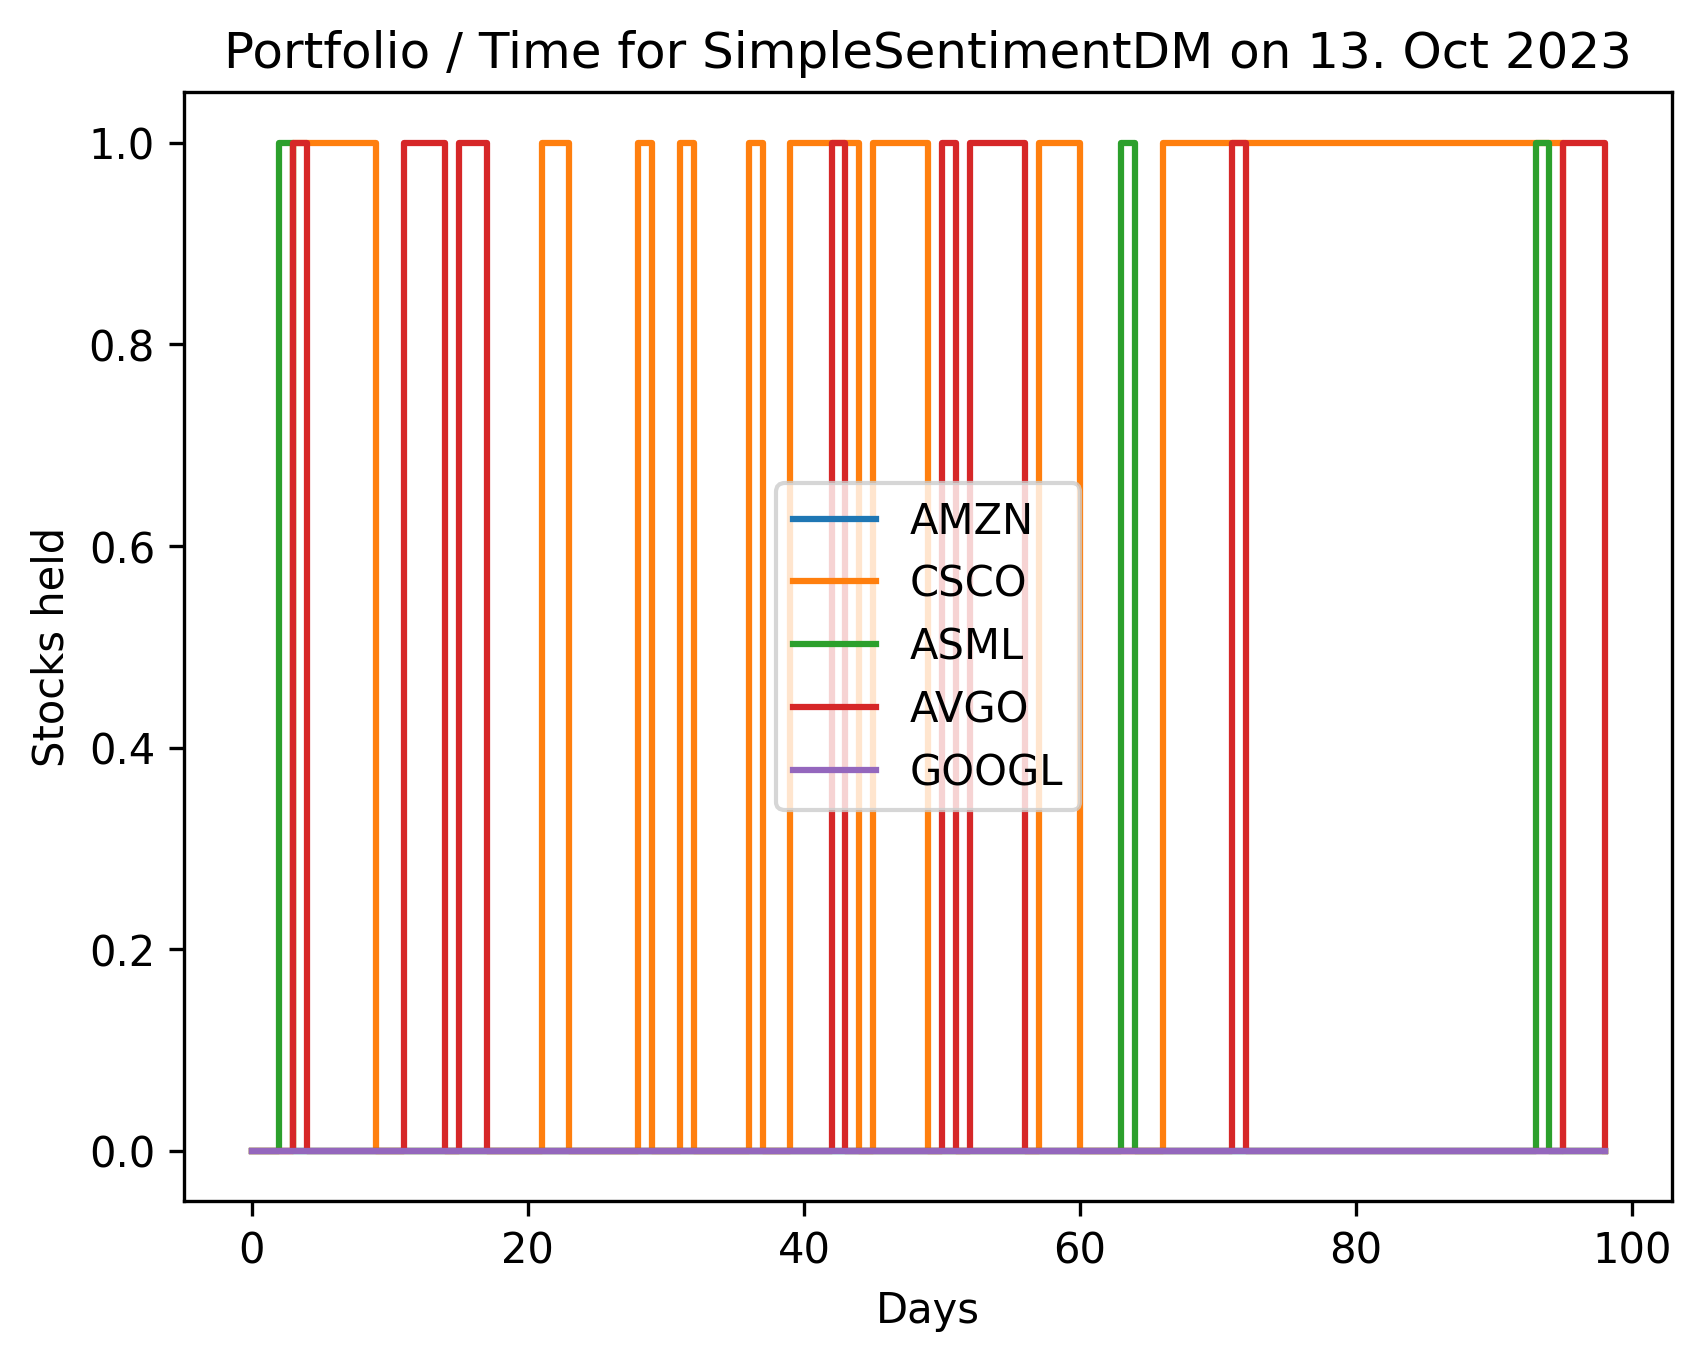 Portfolio / Time for SimpleSentimentDM on 13. Oct 2023
1.0
0.8
0.6
0.4
0.2
0.0
Stocks held
AMZN
CSCO
ASML
AVGO
GOOGL
0 20 40 60 80 100
Days